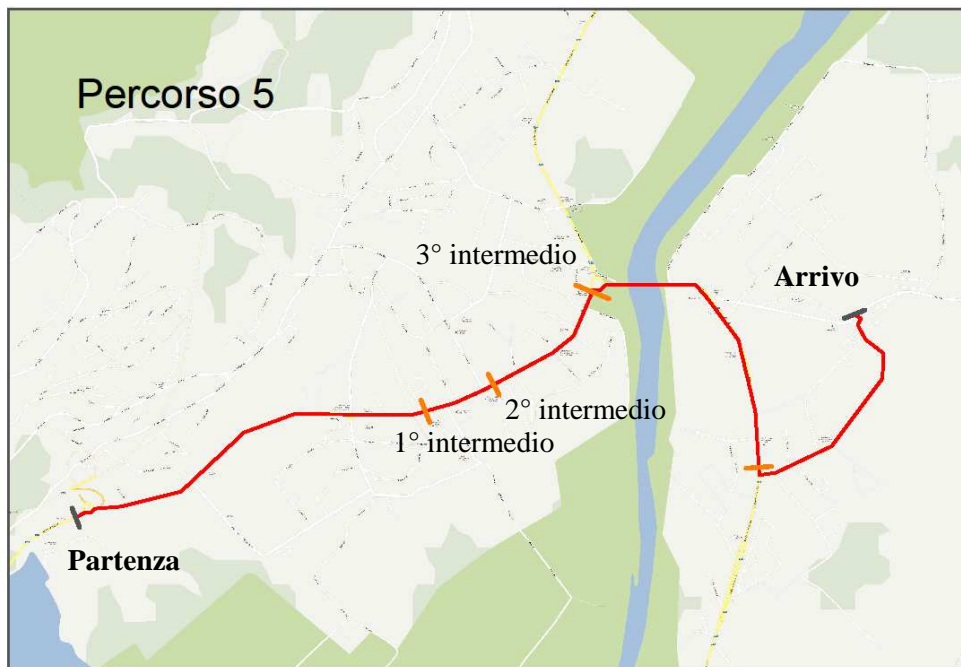 Percorso 5
3° intermedio
Arrivo
2° intermedio
1° intermedio
Partenza